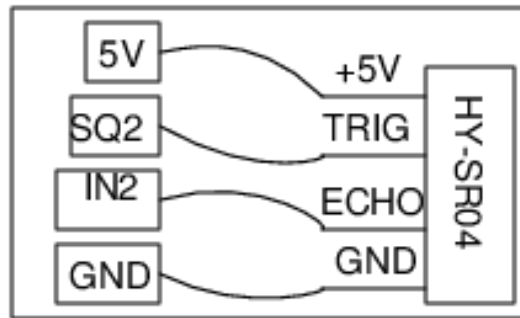 5V
+5V
SQ2
TRIG
IN2
ECHO
GND
GND
HY-SR04